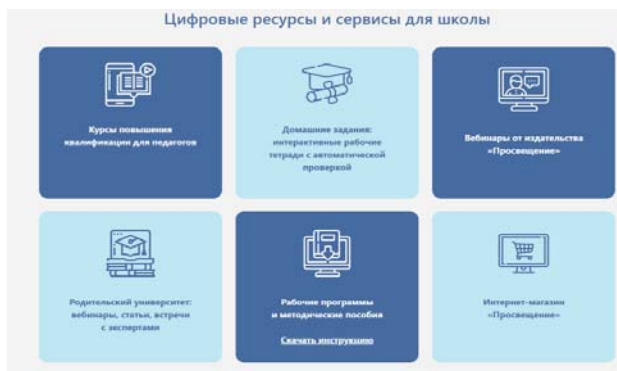 Цифровые ресурсы и сервисы для школы
Курсы повышения
квалификации для педагогов
Домашние задания:
интерактивные рабочие
тетради с автоматической
проверкой
Вебинары от издательства
«Просвещение»
Родительский университет:
вебинары, статьи, встречи
с экспертами
Рабочие программы
и методические пособия
Скачать инструкцию
Интернет-магазин
«Просвещение»